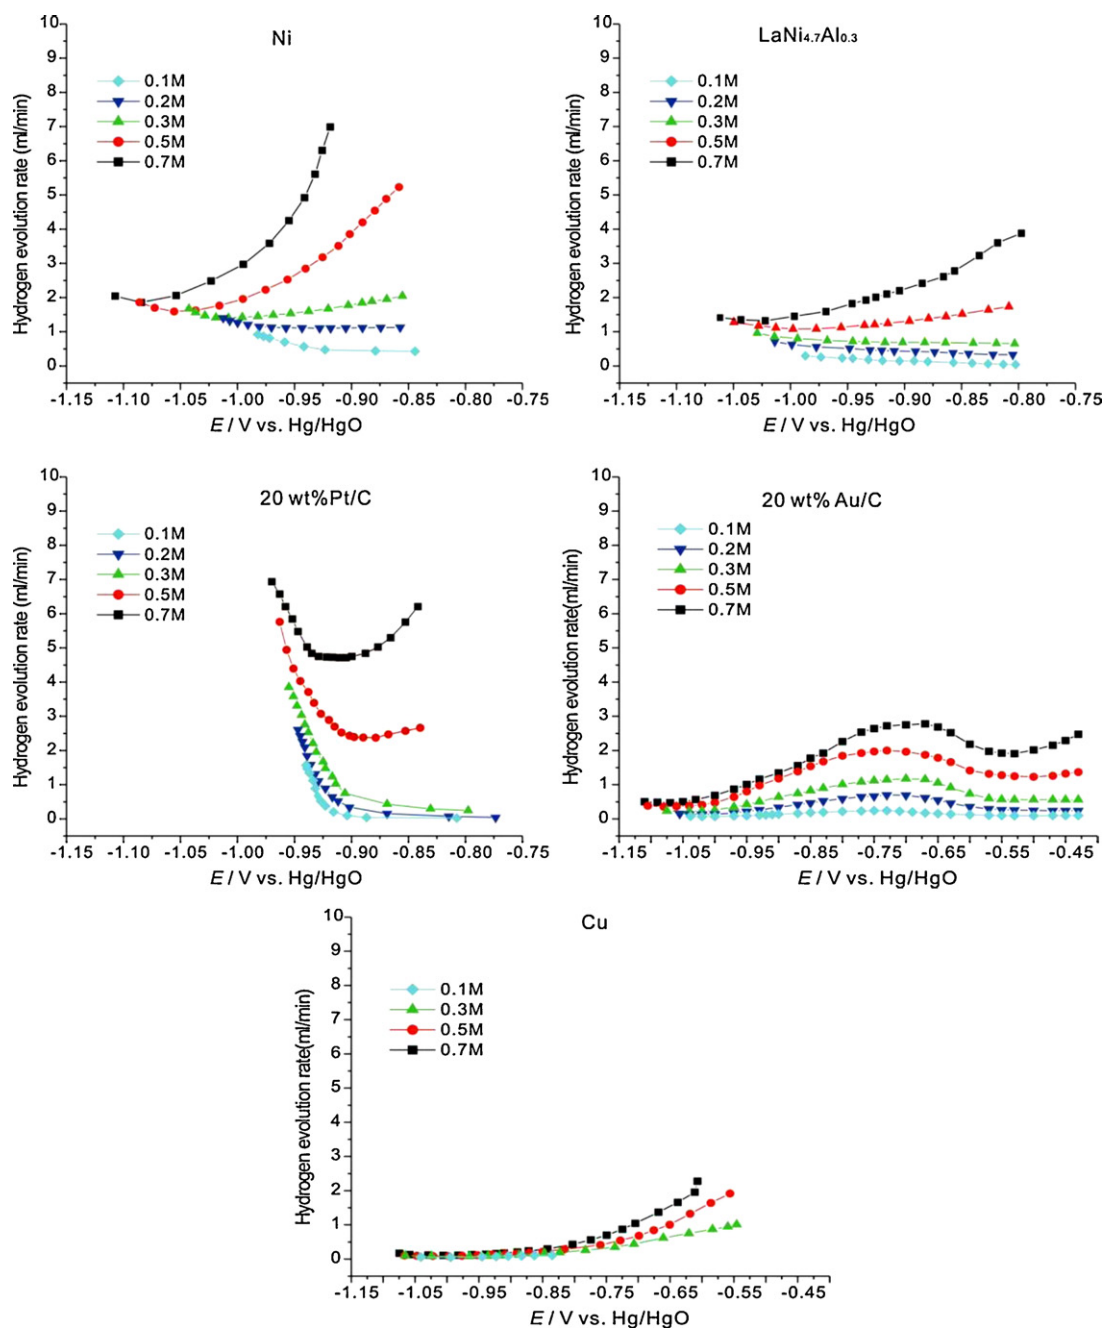 Ni
10
9
8
7
6
5
4
3
2
1
0
Hydrogen evolution rate (ml/min)
0.1M
0.2M
0.3M
0.5M
0.7M
-1.15 -1.10 -1.05 -1.00 -0.95 -0.90 -0.85 -0.80 -0.75
E / V vs. Hg/HgO
LaNi4.7Al0.3
10
9
8
7
6
5
4
3
2
1
0
Hydrogen evolution rate (ml/min)
0.1M
0.2M
0.3M
0.5M
0.7M
-1.15 -1.10 -1.05 -1.00 -0.95 -0.90 -0.85 -0.80 -0.75
E / V vs. Hg/HgO
20 wt%Pt/C
10
9
8
7
6
5
4
3
2
1
0
Hydrogen evolution rate (ml/min)
0.1M
0.2M
0.3M
0.5M
0.7M
-1.15 -1.10 -1.05 -1.00 -0.95 -0.90 -0.85 -0.80 -0.75
E / V vs. Hg/HgO
20 wt% Au/C
10
9
8
7
6
5
4
3
2
1
0
Hydrogen evolution rate(ml/min)
0.1M
0.2M
0.3M
0.5M
0.7M
-1.15 -1.05 -0.95 -0.85 -0.75 -0.65 -0.55 -0.45
E / V vs. Hg/HgO
Cu
10
9
8
7
6
5
4
3
2
1
0
Hydrogen evolution rate(ml/min)
0.1M
0.3M
0.5M
0.7M
-1.15 -1.05 -0.95 -0.85 -0.75 -0.65 -0.55
E / V vs. Hg/HgO